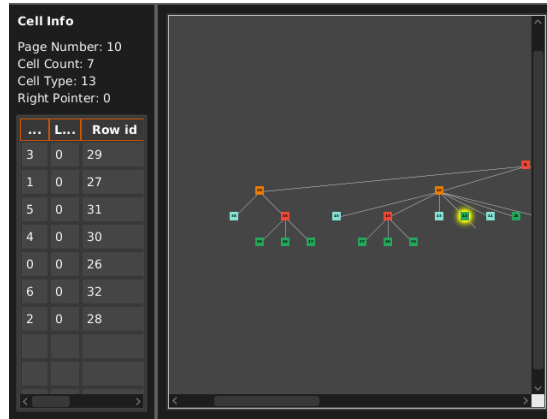 Cell Info
Page Number: 10
Cell Count: 7
Cell Type: 13
Right Pointer: 0
... L... Row id
3 0 29
1 0 27
5 0 31
4 0 30
0 0 26
6 0 32
2 0 28